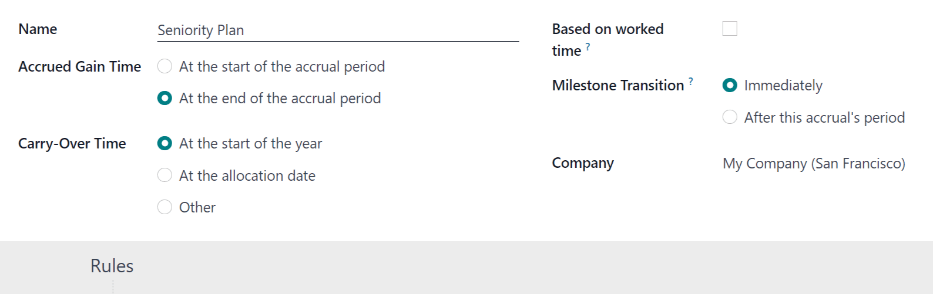 Name
Seniority Plan
Accrued Gain Time
At the start of the accrual period
At the end of the accrual period
Carry-Over Time
At the start of the year
At the allocation date
Other
Based on worked
time ?
Milestone Transition ?
Immediately
After this accrual's period
Company
My Company (San Francisco)
Rules